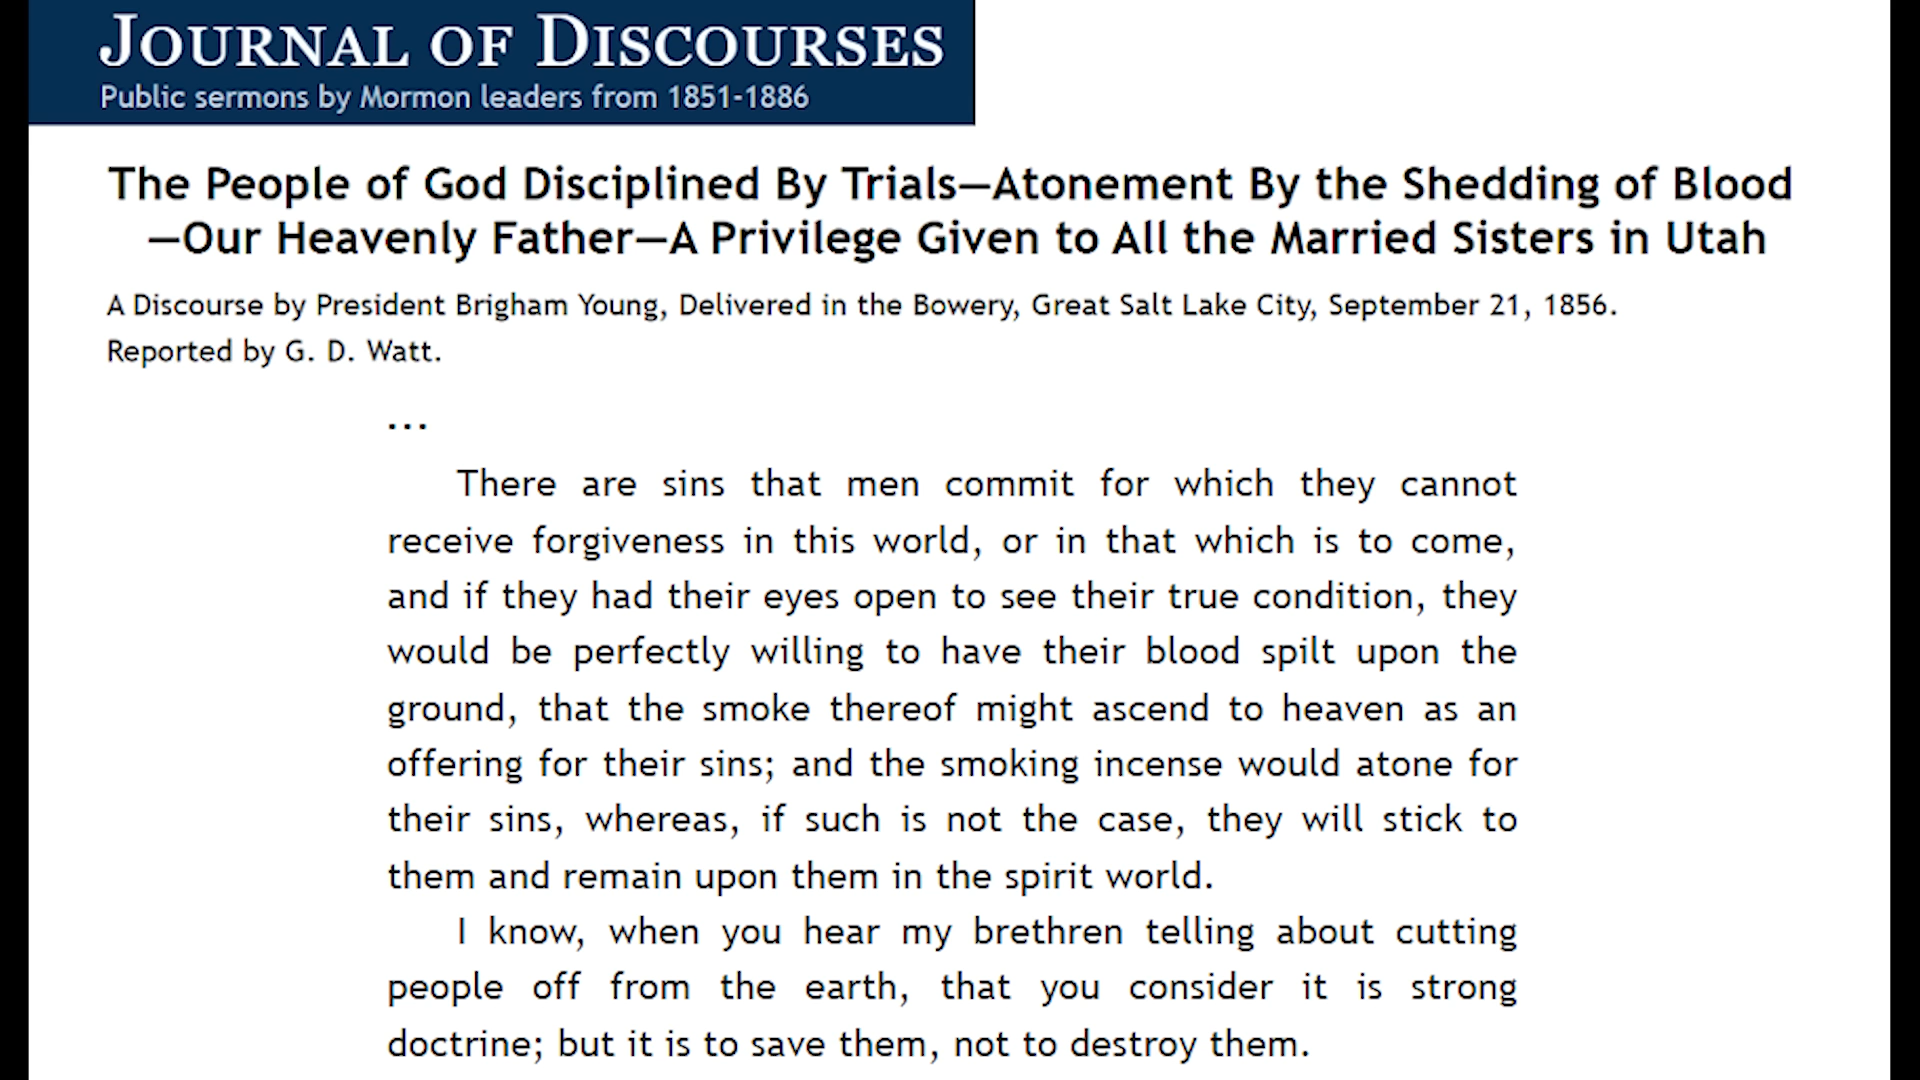 JOURNAL OF DISCOURSES
Public sermons by Mormon leaders from 1851-1886
The People of God Disciplined By Trials—Atonement By the Shedding of Blood
—Our Heavenly Father—A Privilege Given to All the Married Sisters in Utah
A Discourse by President Brigham Young, Delivered in the Bowery, Great Salt Lake City, September 21, 1856.
Reported by G. D. Watt.
...
There are sins that men commit for which they cannot
receive forgiveness in this world, or in that which is to come,
and if they had their eyes open to see their true condition, they
would be perfectly willing to have their blood spilt upon the
ground, that the smoke thereof might ascend to heaven as an
offering for their sins; and the smoking incense would atone for
their sins, whereas, if such is not the case, they will stick to
them and remain upon them in the spirit world.
I know, when you hear my brethren telling about cutting
people off from the earth, that you consider it is strong
doctrine; but it is to save them, not to destroy them.